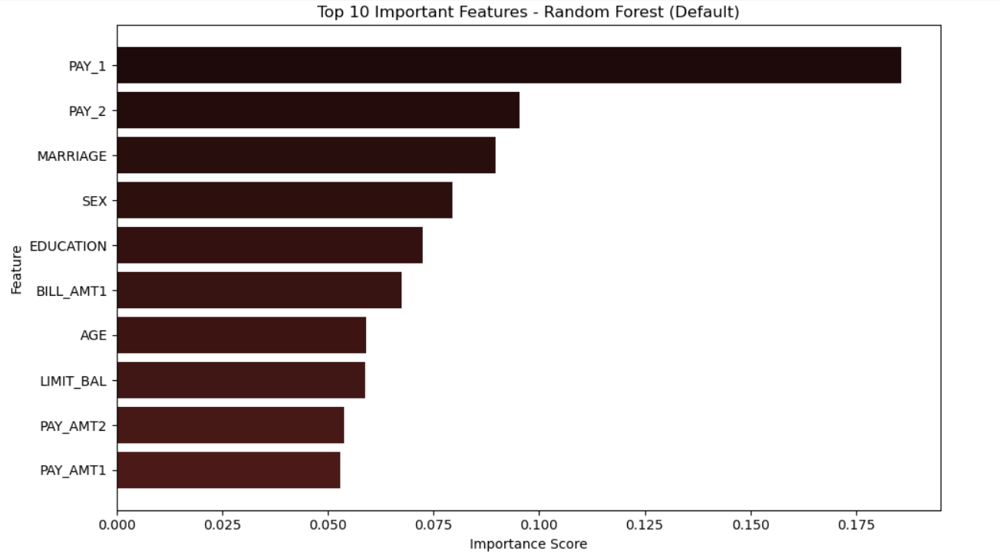 Top 10 Important Features - Random Forest (Default)
PAY_1
PAY_2
MARRIAGE
SEX
EDUCATION
BILL_AMT1
AGE
LIMIT_BAL
PAY_AMT2
PAY_AMT1
Feature
0.000 0.025 0.050 0.075 0.100 0.125 0.150 0.175
Importance Score